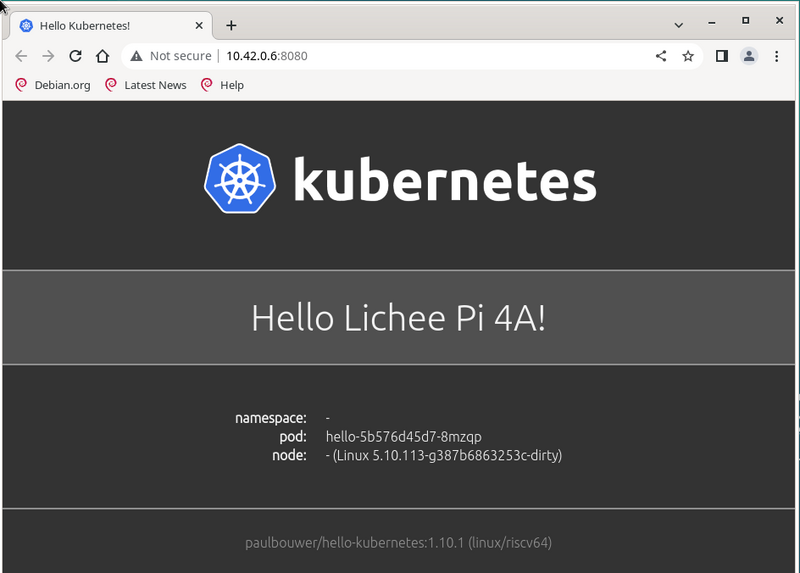 Hello Kubernetes!
Not secure 10.42.0.6:8080
Debian.org Latest News Help
kubernetes
Hello Lichee Pi 4A!
namespace: -
pod: hello-5b576d45d7-8mzqp
node: - (Linux 5.10.113-g387b6863253c-dirty)
paulbouwer/hello-kubernetes:1.10.1 (linux/riscv64)